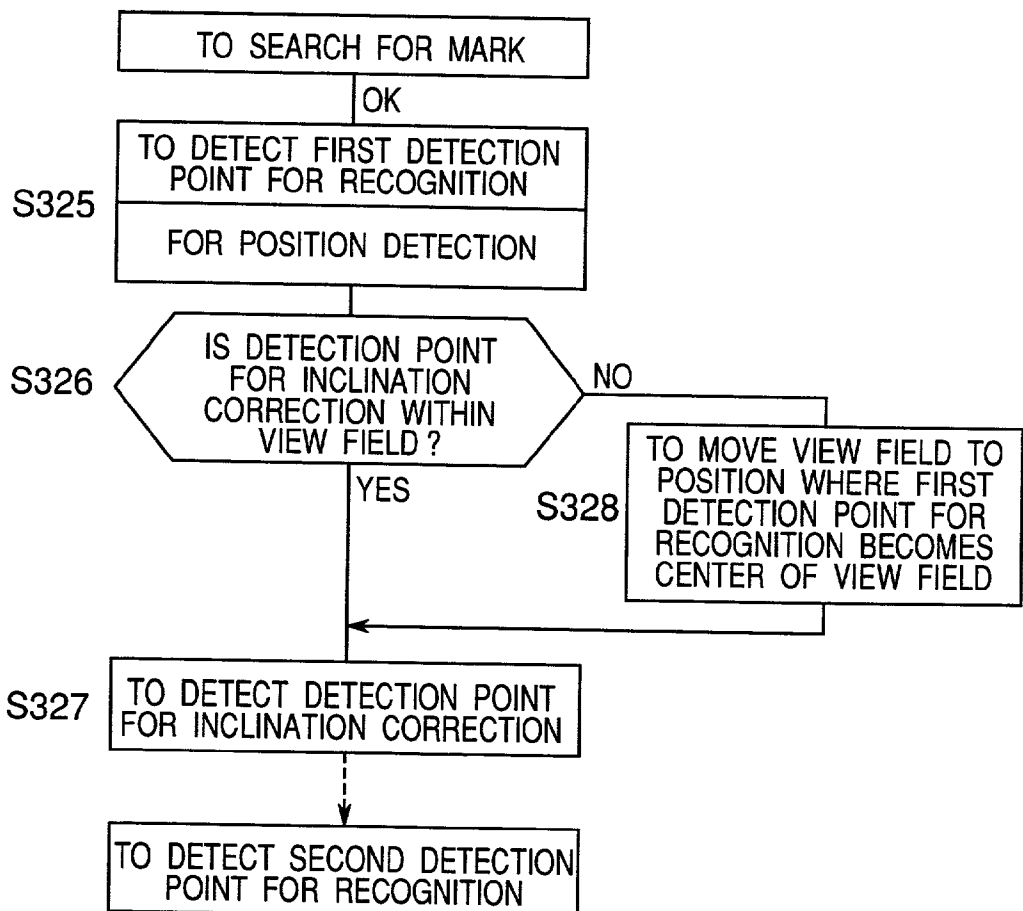 TO SEARCH FOR MARK
OK
TO DETECT FIRST DETECTION
POINT FOR RECOGNITION
S325
FOR POSITION DETECTION
IS DETECTION POINT
FOR INCLINATION
CORRECTION WITHIN
VIEW FIELD?
S326
NO
YES
S328
TO MOVE VIEW FIELD TO
POSITION WHERE FIRST
DETECTION POINT FOR
RECOGNITION BECOMES
CENTER OF VIEW FIELD
S327
TO DETECT DETECTION POINT
FOR INCLINATION CORRECTION
TO DETECT SECOND DETECTION
POINT FOR RECOGNITION